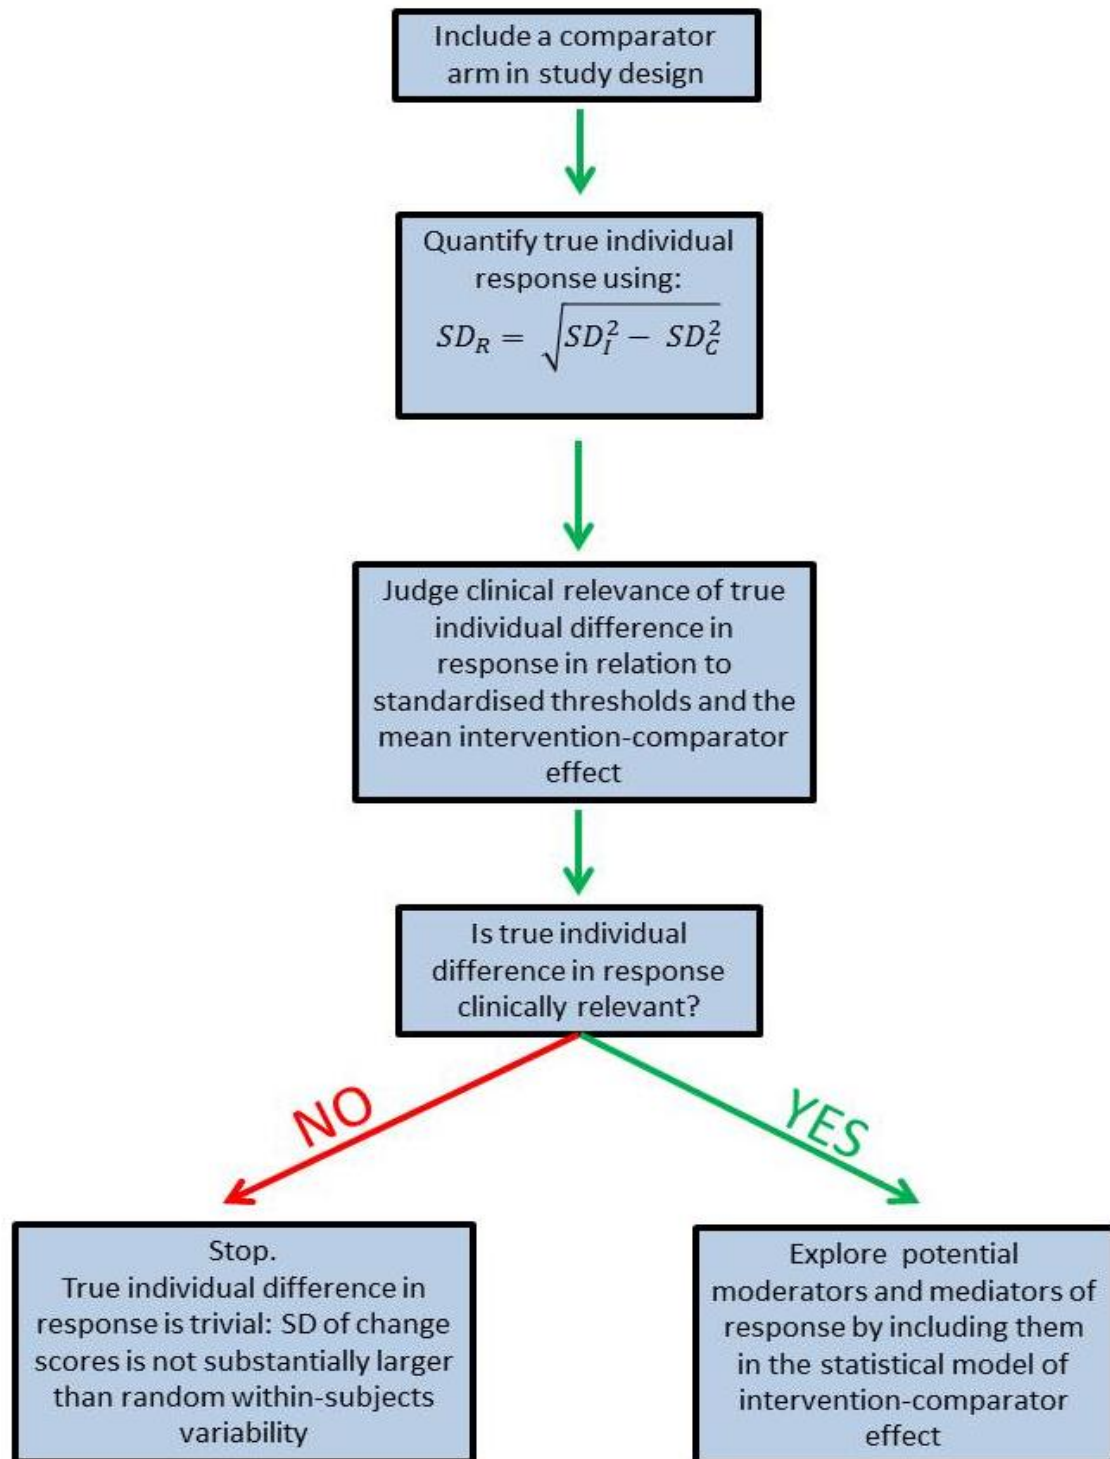 Include a comparator
arm in study design
Quantify true individual
response using:
SD_R = √(SD_I^2 − SD_C^2)
Judge clinical relevance of true
individual difference in
response in relation to
standardised thresholds and the
mean intervention-comparator
effect
Is true individual
difference in response
clinically relevant?
NO
YES
Stop.
True individual difference in
response is trivial: SD of change
scores is not substantially larger
than random within-subjects
variability
Explore potential
moderators and mediators of
response by including them
in the statistical model of
intervention-comparator
effect